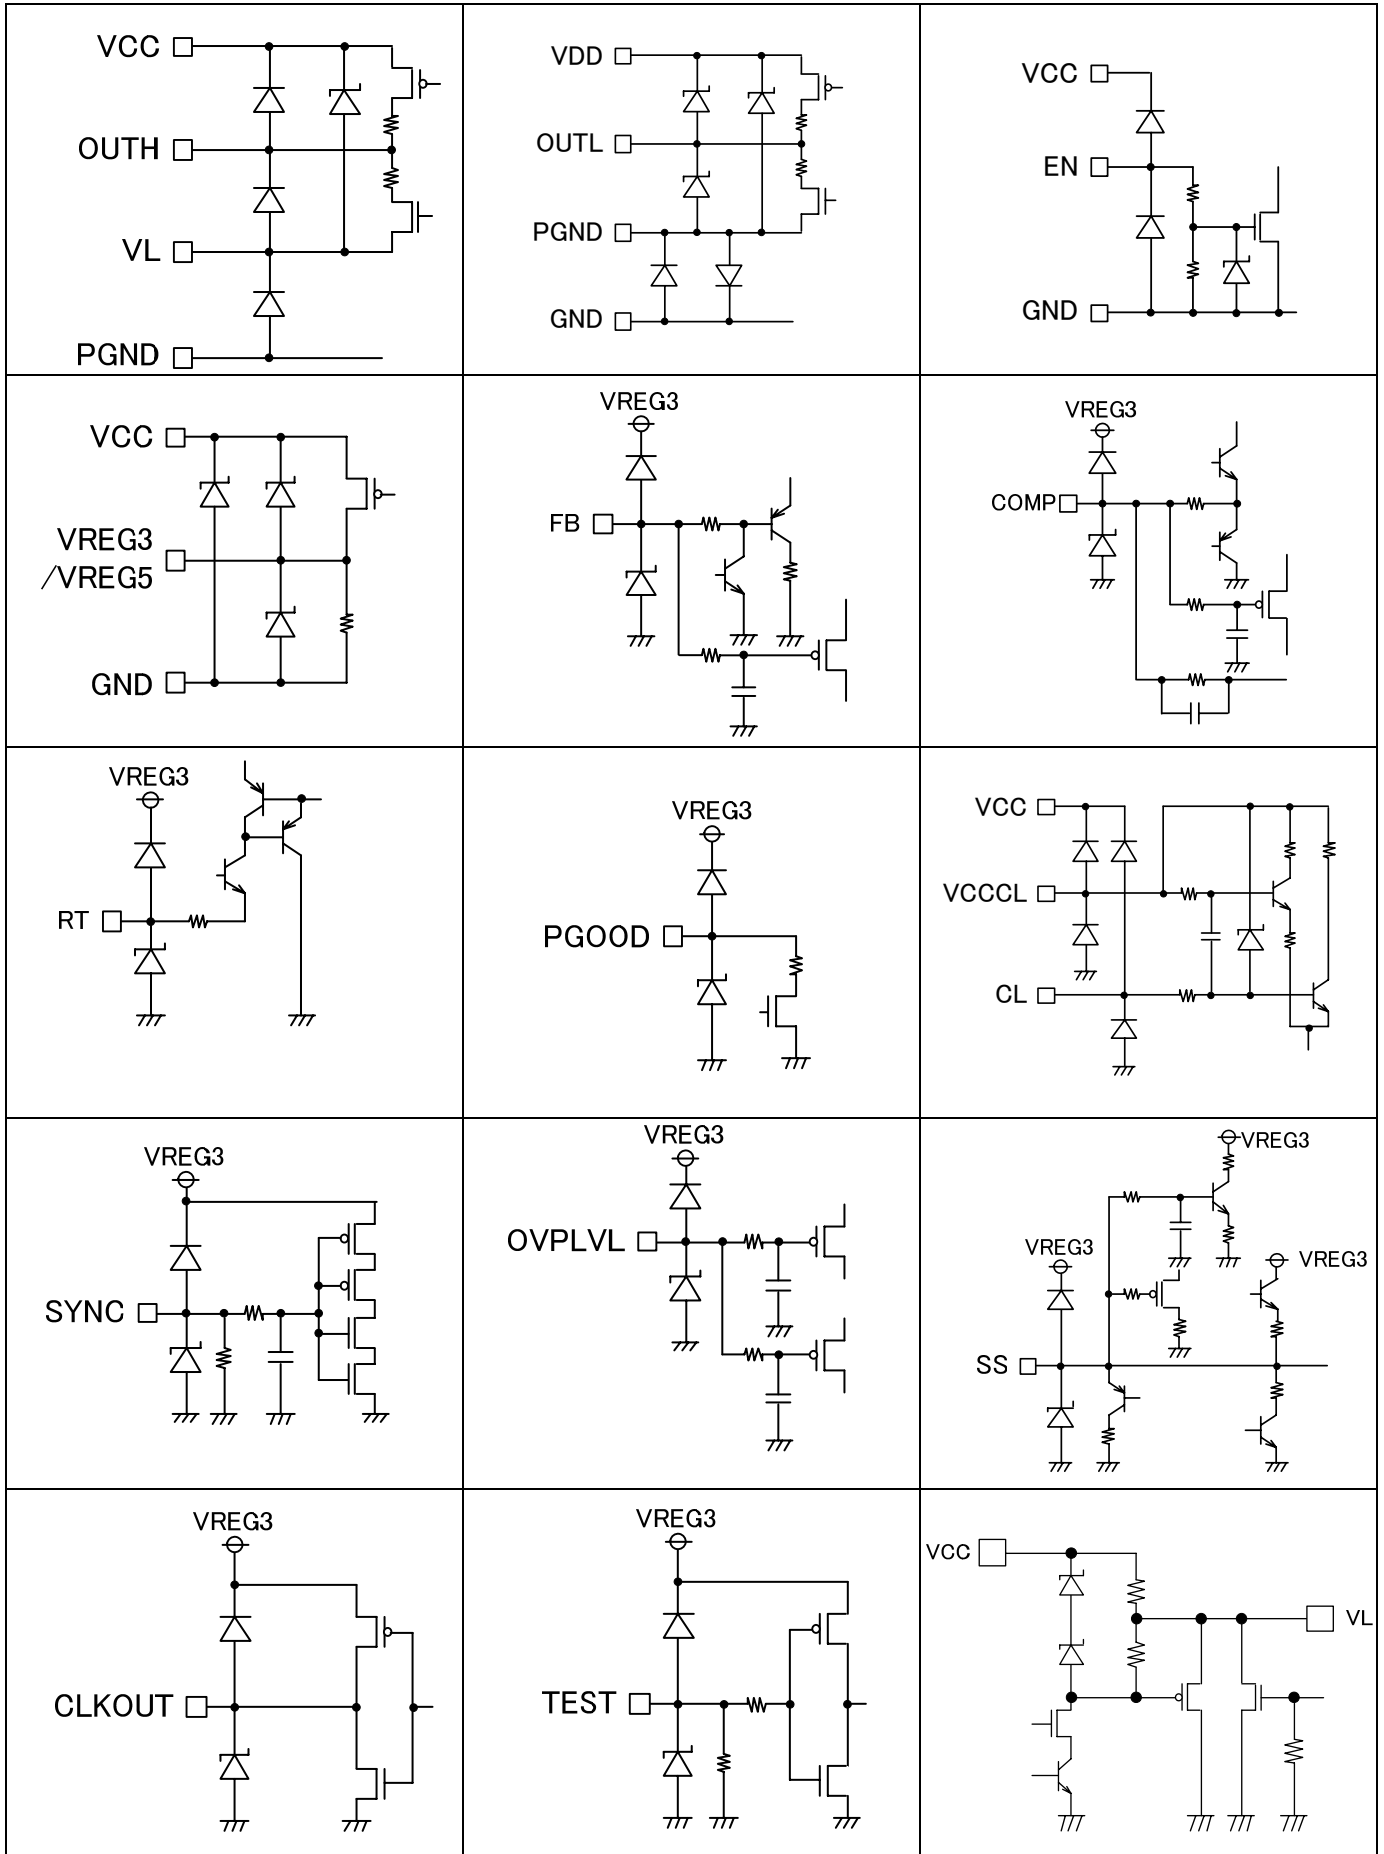 VCC
OUTH
VL
PGND
VDD
OUTL
PGND
GND
VCC
EN
GND
VCC
VREG3
/VREG5
GND
VREG3
FB
VREG3
COMP
VREG3
RT
VREG3
PGOOD
VCC
VCCCL
CL
VREG3
SYNC
VREG3
OVPLVL
VREG3
VREG3
VREG3
SS
VREG3
CLKOUT
VREG3
TEST
VCC
VL